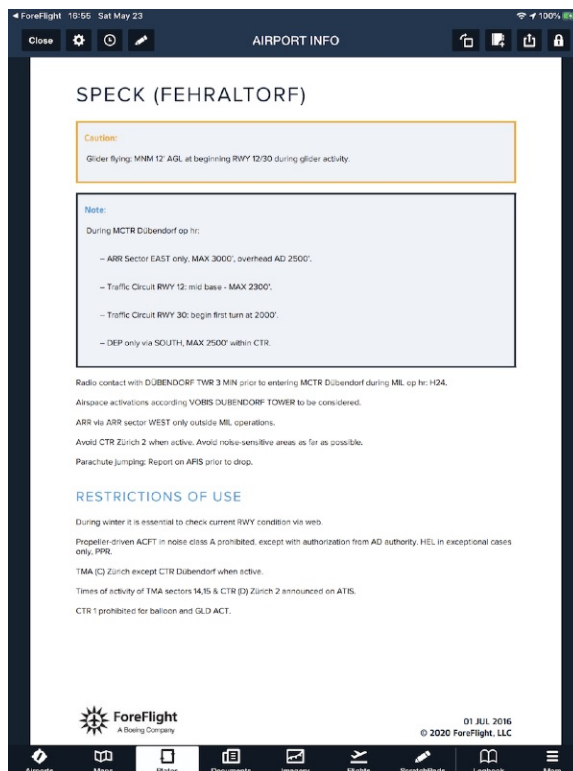 ForeFlight 16:55 Sat May 23 100%
Close AIRPORT INFO
SPECK (FEHRALTORF)
Caution:
Glider flying: MNM 12' AGL at beginning RWY 12/30 during glider activity.
Note:
During MCTR Dübendorf op hr:
– ARR Sector EAST only, MAX 3000', overhead AD 2500'.
– Traffic Circuit RWY 12: mid base - MAX 2300'.
– Traffic Circuit RWY 30: begin first turn at 2000'.
– DEP only via SOUTH, MAX 2500' within CTR.
Radio contact with DÜBENDORF TWR 3 MIN prior to entering MCTR Dübendorf during MIL op hr: H24.
Airspace activations according VOBIS DUBENDORF TOWER to be considered.
ARR via ARR sector WEST only outside MIL operations.
Avoid CTR Zürich 2 when active. Avoid noise-sensitive areas as far as possible.
Parachute jumping: Report on AFIS prior to drop.
RESTRICTIONS OF USE
During winter it is essential to check current RWY condition via web.
Propeller-driven ACFT in noise class A prohibited, except with authorization from AD authority. HEL in exceptional cases
only, PPR.
TMA (C) Zürich except CTR Dübendorf when active.
Times of activity of TMA sectors 14,15 & CTR (D) Zürich 2 announced on ATIS.
CTR 1 prohibited for balloon and GLD ACT.
ForeFlight
A Boeing Company
01 JUL 2016
© 2020 ForeFlight, LLC
Airports Maps Plates Documents Imagery Flights ScratchPads Logbook More